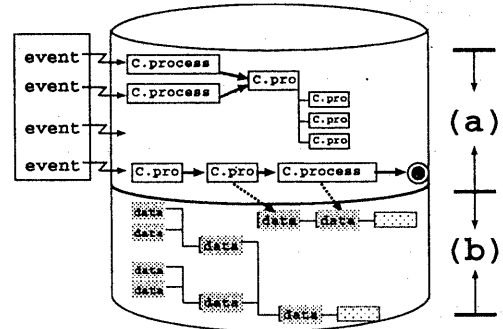 event
event
event
event
C.process
C.process
C.pro
C.pro
C.pro
C.pro
C.pro
C.pro
C.process
(a)
data
data
data
data
data
data
data
data
data
(b)